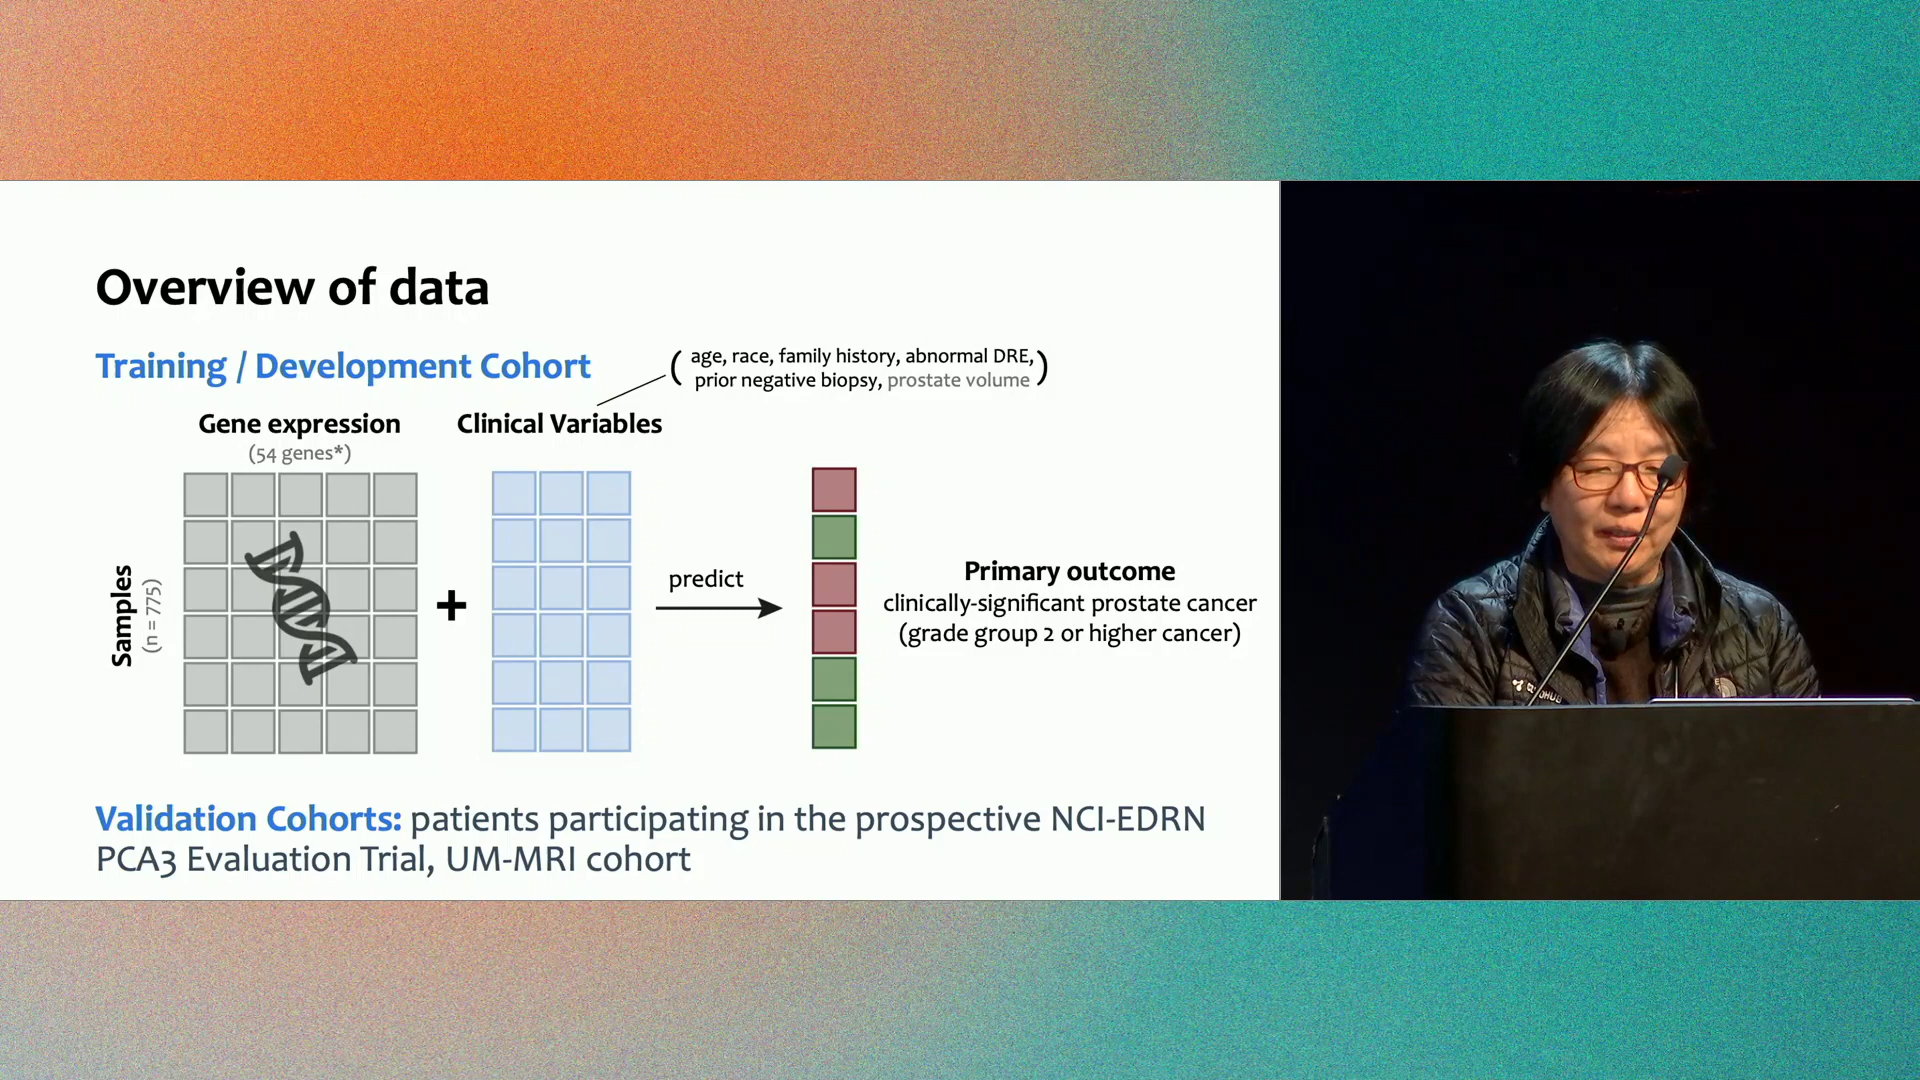 Overview of data
Training / Development Cohort
( age, race, family history, abnormal DRE,
prior negative biopsy, prostate volume )
Gene expression
(54 genes*)
Clinical Variables
Samples
(n = 775)
+
predict
Primary outcome
clinically-significant prostate cancer
(grade group 2 or higher cancer)
Validation Cohorts: patients participating in the prospective NCI-EDRN
PCA3 Evaluation Trial, UM-MRI cohort